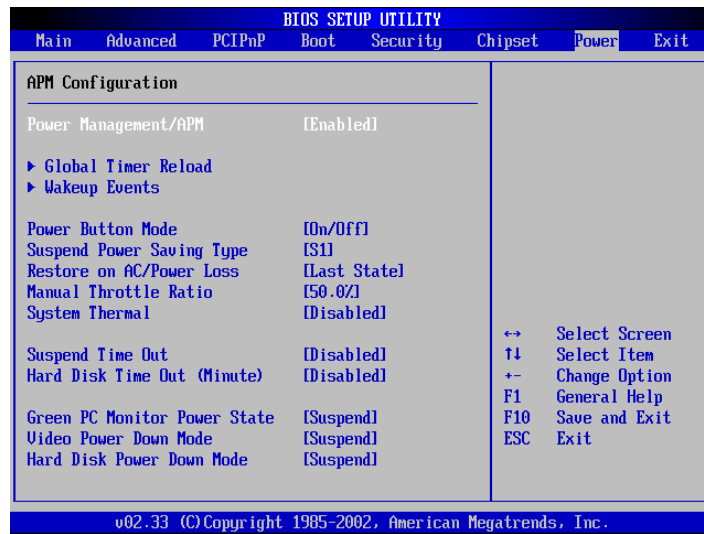 BIOS SETUP UTILITY
Main Advanced PCIPnP Boot Security Chipset Power Exit
APM Configuration
Power Management/APM [Enabled]
▶ Global Timer Reload
▶ Wakeup Events
Power Button Mode [On/Off]
Suspend Power Saving Type [S1]
Restore on AC/Power Loss [Last State]
Manual Throttle Ratio [50.0%]
System Thermal [Disabled]
Suspend Time Out [Disabled]
Hard Disk Time Out (Minute) [Disabled]
Green PC Monitor Power State [Suspend]
Video Power Down Mode [Suspend]
Hard Disk Power Down Mode [Suspend]
↔ Select Screen
↑↓ Select Item
+- Change Option
F1 General Help
F10 Save and Exit
ESC Exit
v02.33 (C)Copyright 1985-2002, American Megatrends, Inc.